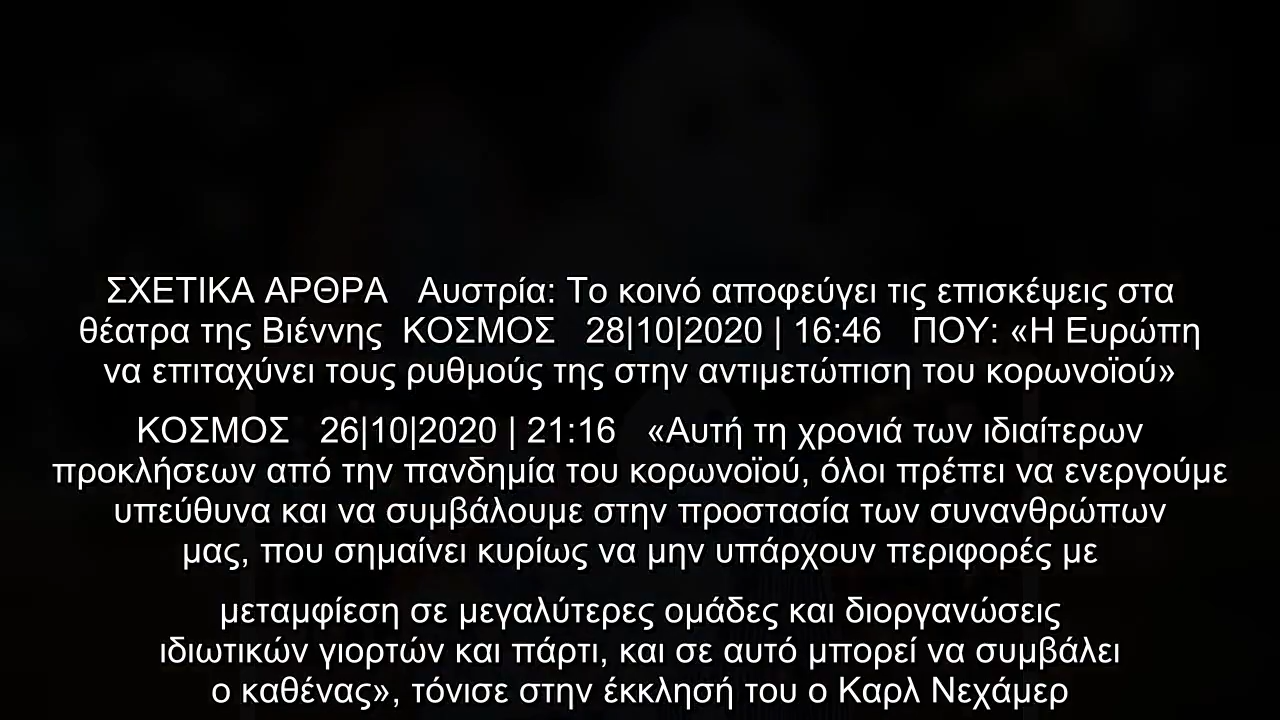 ΣΧΕΤΙΚΑ ΑΡΘΡΑ   Αυστρία: Το κοινό αποφεύγει τις επισκέψεις στα
θέατρα της Βιέννης  ΚΟΣΜΟΣ   28|10|2020 | 16:46   ΠΟΥ: «Η Ευρώπη
να επιταχύνει τους ρυθμούς της στην αντιμετώπιση του κορωνοϊού»
ΚΟΣΜΟΣ   26|10|2020 | 21:16   «Αυτή τη χρονιά των ιδιαίτερων
προκλήσεων από την πανδημία του κορωνοϊού, όλοι πρέπει να ενεργούμε
υπεύθυνα και να συμβάλουμε στην προστασία των συνανθρώπων
μας, που σημαίνει κυρίως να μην υπάρχουν περιφορές με
μεταμφίεση σε μεγαλύτερες ομάδες και διοργανώσεις
ιδιωτικών γιορτών και πάρτι, και σε αυτό μπορεί να συμβάλει
ο καθένας», τόνισε στην έκκλησή του ο Καρλ Νεχάμερ